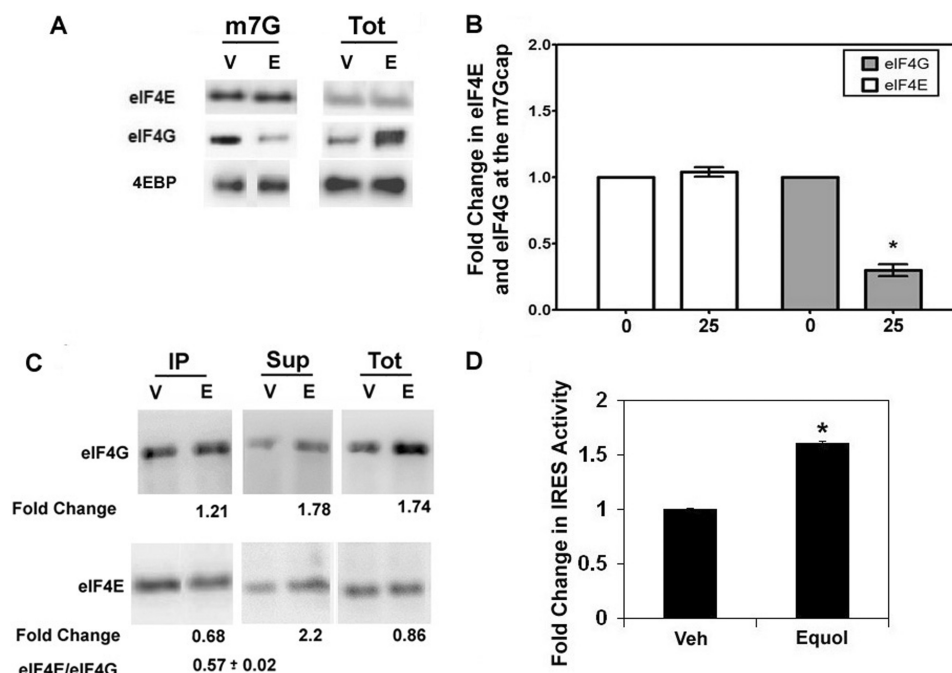 A
m7G Tot
V E V E
eIF4E
eIF4G
4EBP
B
Fold Change in eIF4E
and eIF4G at the m7Gcap
2.0
1.5
1.0
0.5
0.0
0 25 0 25
*
eIF4G
eIF4E
C
IP Sup Tot
V E V E V E
eIF4G
Fold Change 1.21 1.78 1.74
eIF4E
Fold Change 0.68 2.2 0.86
eIF4E/eIF4G 0.57 ± 0.02
D
Fold Change in IRES Activity
2
1.5
1
0.5
0
*
Veh Equol